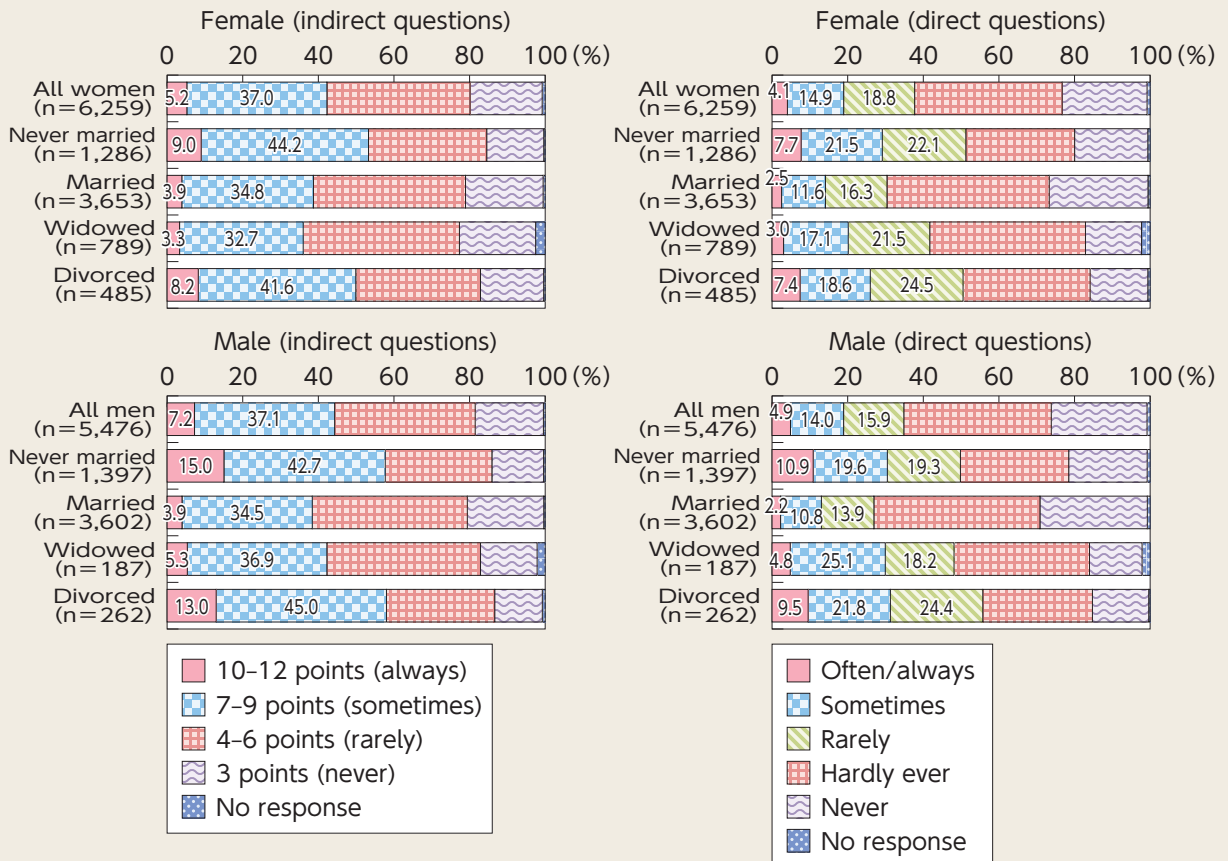 Female (indirect questions)
0 20 40 60 80 100 (%)
All women
(n=6,259)
5.2 37.0
Never married
(n=1,286)
9.0 44.2
Married
(n=3,653)
3.9 34.8
Widowed
(n=789)
3.3 32.7
Divorced
(n=485)
8.2 41.6
Female (direct questions)
0 20 40 60 80 100 (%)
All women
(n=6,259)
4.1 14.9 18.8
Never married
(n=1,286)
7.7 21.5 22.1
Married
(n=3,653)
2.5 11.6 16.3
Widowed
(n=789)
3.0 17.1 21.5
Divorced
(n=485)
7.4 18.6 24.5
Male (indirect questions)
0 20 40 60 80 100 (%)
All men
(n=5,476)
7.2 37.1
Never married
(n=1,397)
15.0 42.7
Married
(n=3,602)
3.9 34.5
Widowed
(n=187)
5.3 36.9
Divorced
(n=262)
13.0 45.0
Male (direct questions)
0 20 40 60 80 100 (%)
All men
(n=5,476)
4.9 14.0 15.9
Never married
(n=1,397)
10.9 19.6 19.3
Married
(n=3,602)
2.2 10.8 13.9
Widowed
(n=187)
4.8 25.1 18.2
Divorced
(n=262)
9.5 21.8 24.4
10–12 points (always)
7–9 points (sometimes)
4–6 points (rarely)
3 points (never)
No response
Often/always
Sometimes
Rarely
Hardly ever
Never
No response